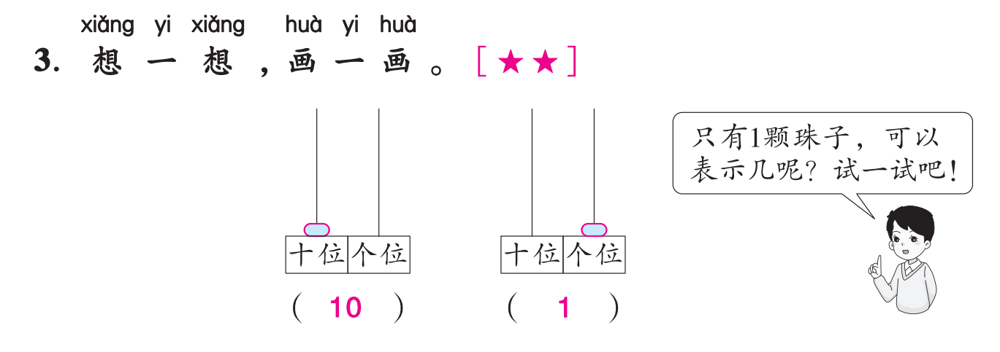 xiǎng yi xiǎng huà yi huà
3. 想一想，画一画。[★★]
只有1颗珠子，可以
表示几呢？试一试吧！
十位 个位 十位 个位
( 10 ) ( 1 )